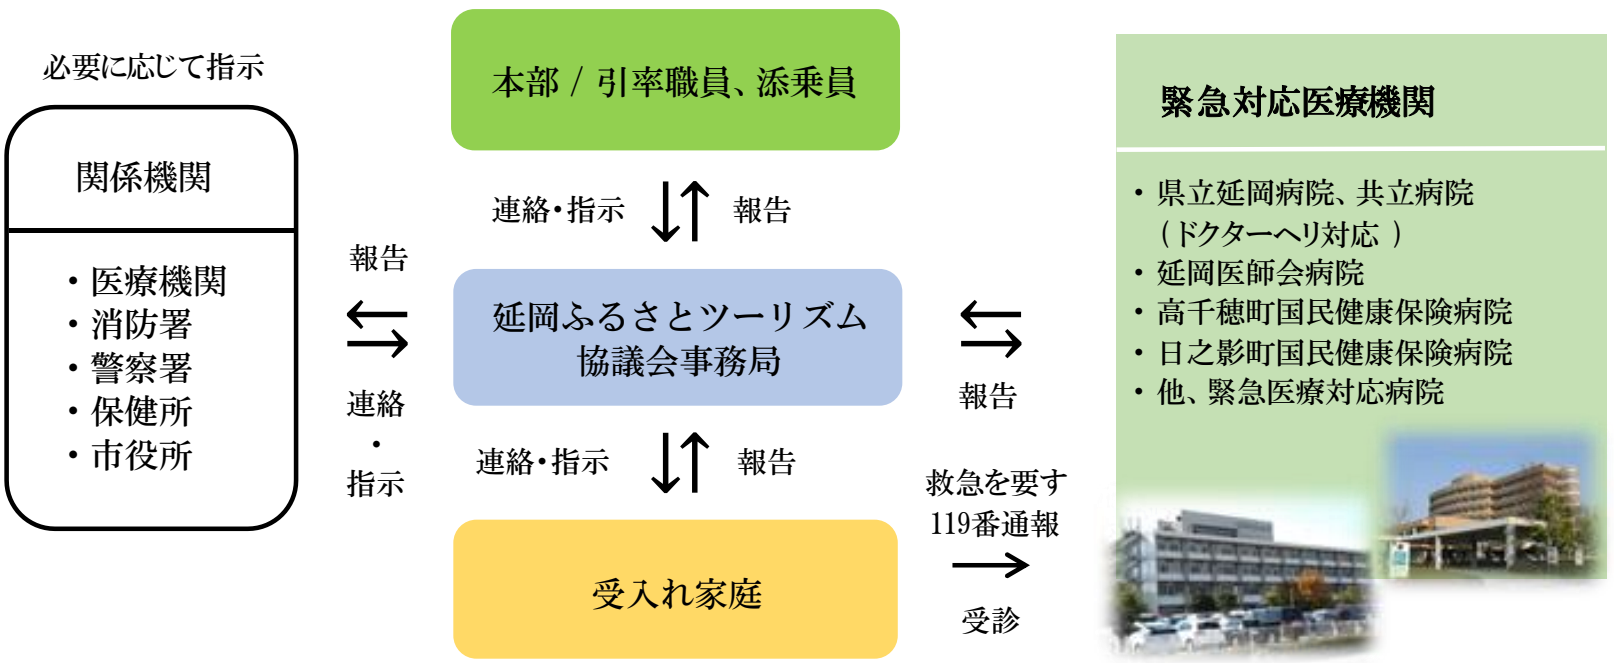 必要に応じて指示
関係機関
・医療機関
・消防署
・警察署
・保健所
・市役所
報告
連絡
・
指示
本部 / 引率職員、添乗員
連絡・指示
報告
延岡ふるさとツーリズム
協議会事務局
連絡・指示
報告
受入れ家庭
報告
救急を要す
119番通報
受診
緊急対応医療機関
・県立延岡病院、共立病院
(ドクターヘリ対応 )
・延岡医師会病院
・高千穂町国民健康保険病院
・日之影町国民健康保険病院
・他、緊急医療対応病院